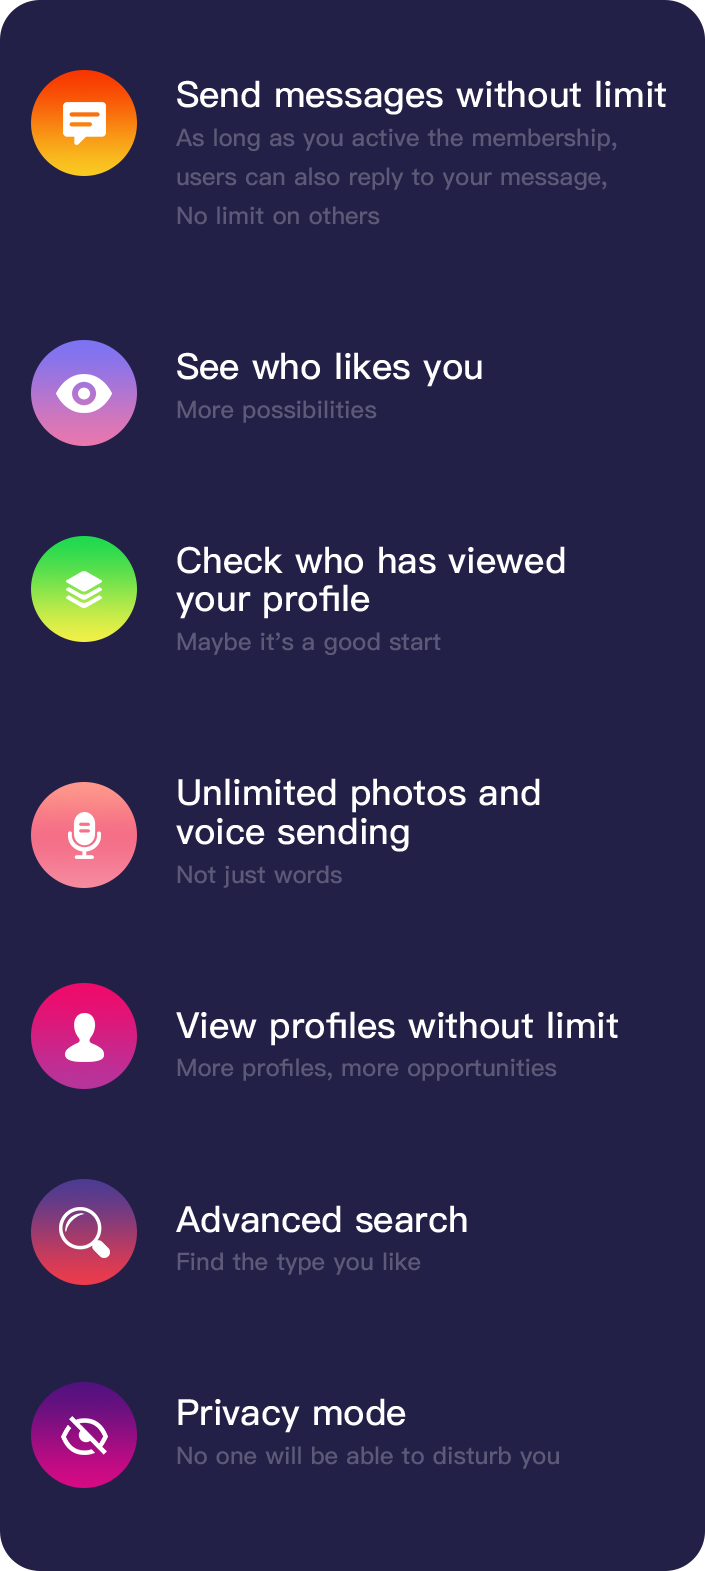 Send messages without limit
As long as you active the membership,
users can also reply to your message,
No limit on others
See who likes you
More possibilities
Check who has viewed
your profile
Maybe it’s a good start
Unlimited photos and
voice sending
Not just words
View profiles without limit
More profiles, more opportunities
Advanced search
Find the type you like
Privacy mode
No one will be able to disturb you